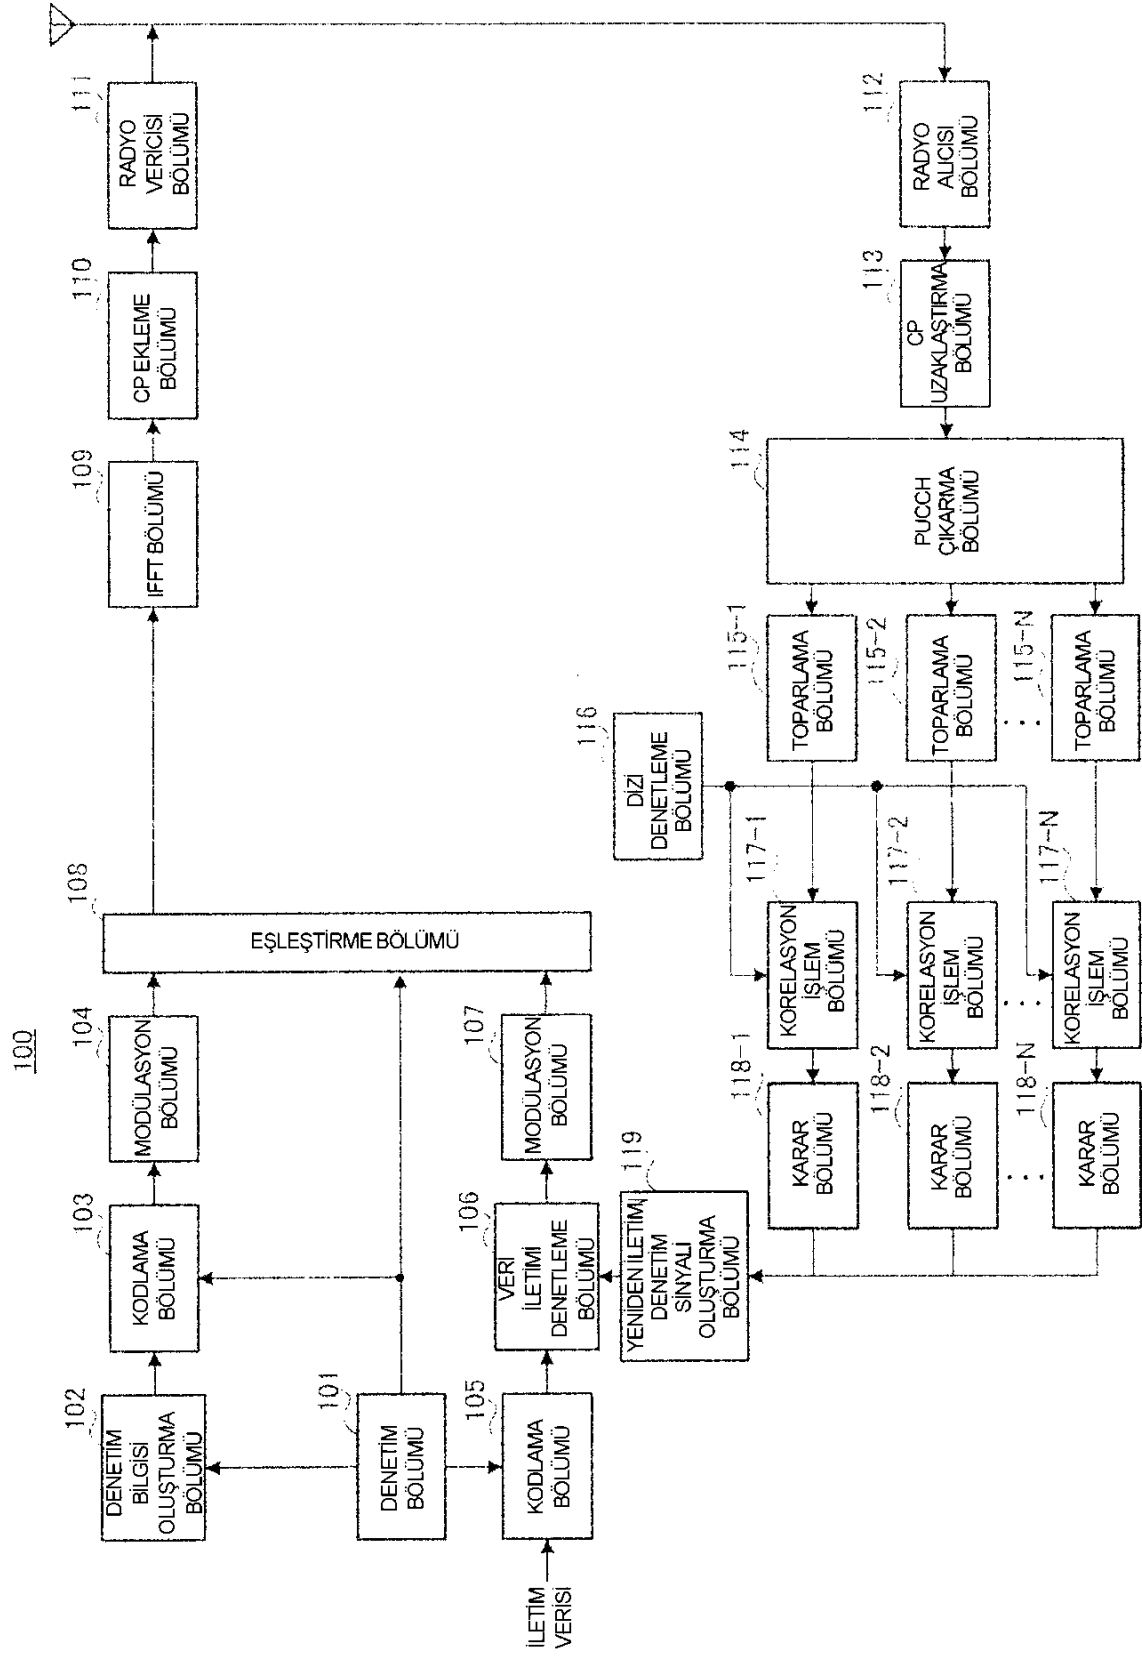 100
102
DENETİM
BİLGİSİ
OLUŞTURMA
BÖLÜMÜ
103
KODLAMA
BÖLÜMÜ
104
MODÜLASYON
BÖLÜMÜ
108
EŞLEŞTİRME BÖLÜMÜ
109
IFFT BÖLÜMÜ
110
CP EKLEME
BÖLÜMÜ
111
RADYO
VERİCİSİ
BÖLÜMÜ
101
DENETİM
BÖLÜMÜ
İLETİM
VERİSİ
105
KODLAMA
BÖLÜMÜ
106
VERİ
İLETİMİ
DENETLEME
BÖLÜMÜ
107
MODÜLASYON
BÖLÜMÜ
119
YENİDEN İLETİM
DENETİM
SİNYALİ
OLUŞTURMA
BÖLÜMÜ
116
DİZİ
DENETLEME
BÖLÜMÜ
118-1
KARAR
BÖLÜMÜ
117-1
KORELASYON
İŞLEM
BÖLÜMÜ
115-1
TOPARLAMA
BÖLÜMÜ
118-2
KARAR
BÖLÜMÜ
117-2
KORELASYON
İŞLEM
BÖLÜMÜ
115-2
TOPARLAMA
BÖLÜMÜ
118-N
KARAR
BÖLÜMÜ
117-N
KORELASYON
İŞLEM
BÖLÜMÜ
115-N
TOPARLAMA
BÖLÜMÜ
114
PUCCH
ÇIKARMA
BÖLÜMÜ
113
CP
UZAKLAŞTIRMA
BÖLÜMÜ
112
RADYO
ALICISI
BÖLÜMÜ